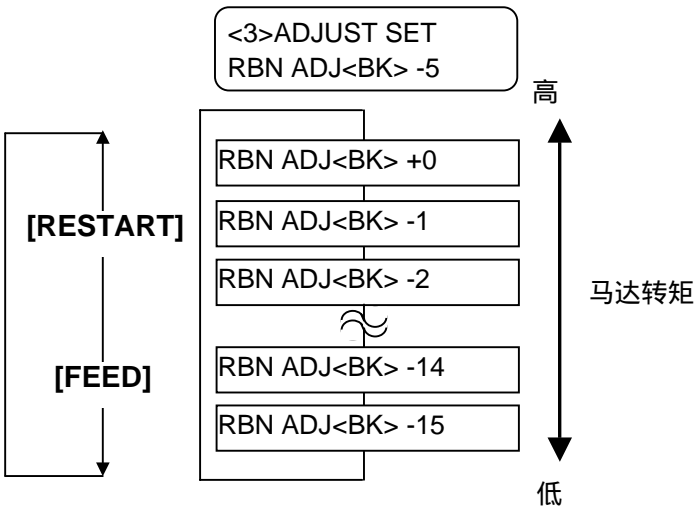 <3>ADJUST SET
RBN ADJ<BK> -5
高
RBN ADJ<BK> +0
[RESTART]
RBN ADJ<BK> -1
RBN ADJ<BK> -2
马达转矩
RBN ADJ<BK> -14
[FEED]
RBN ADJ<BK> -15
低